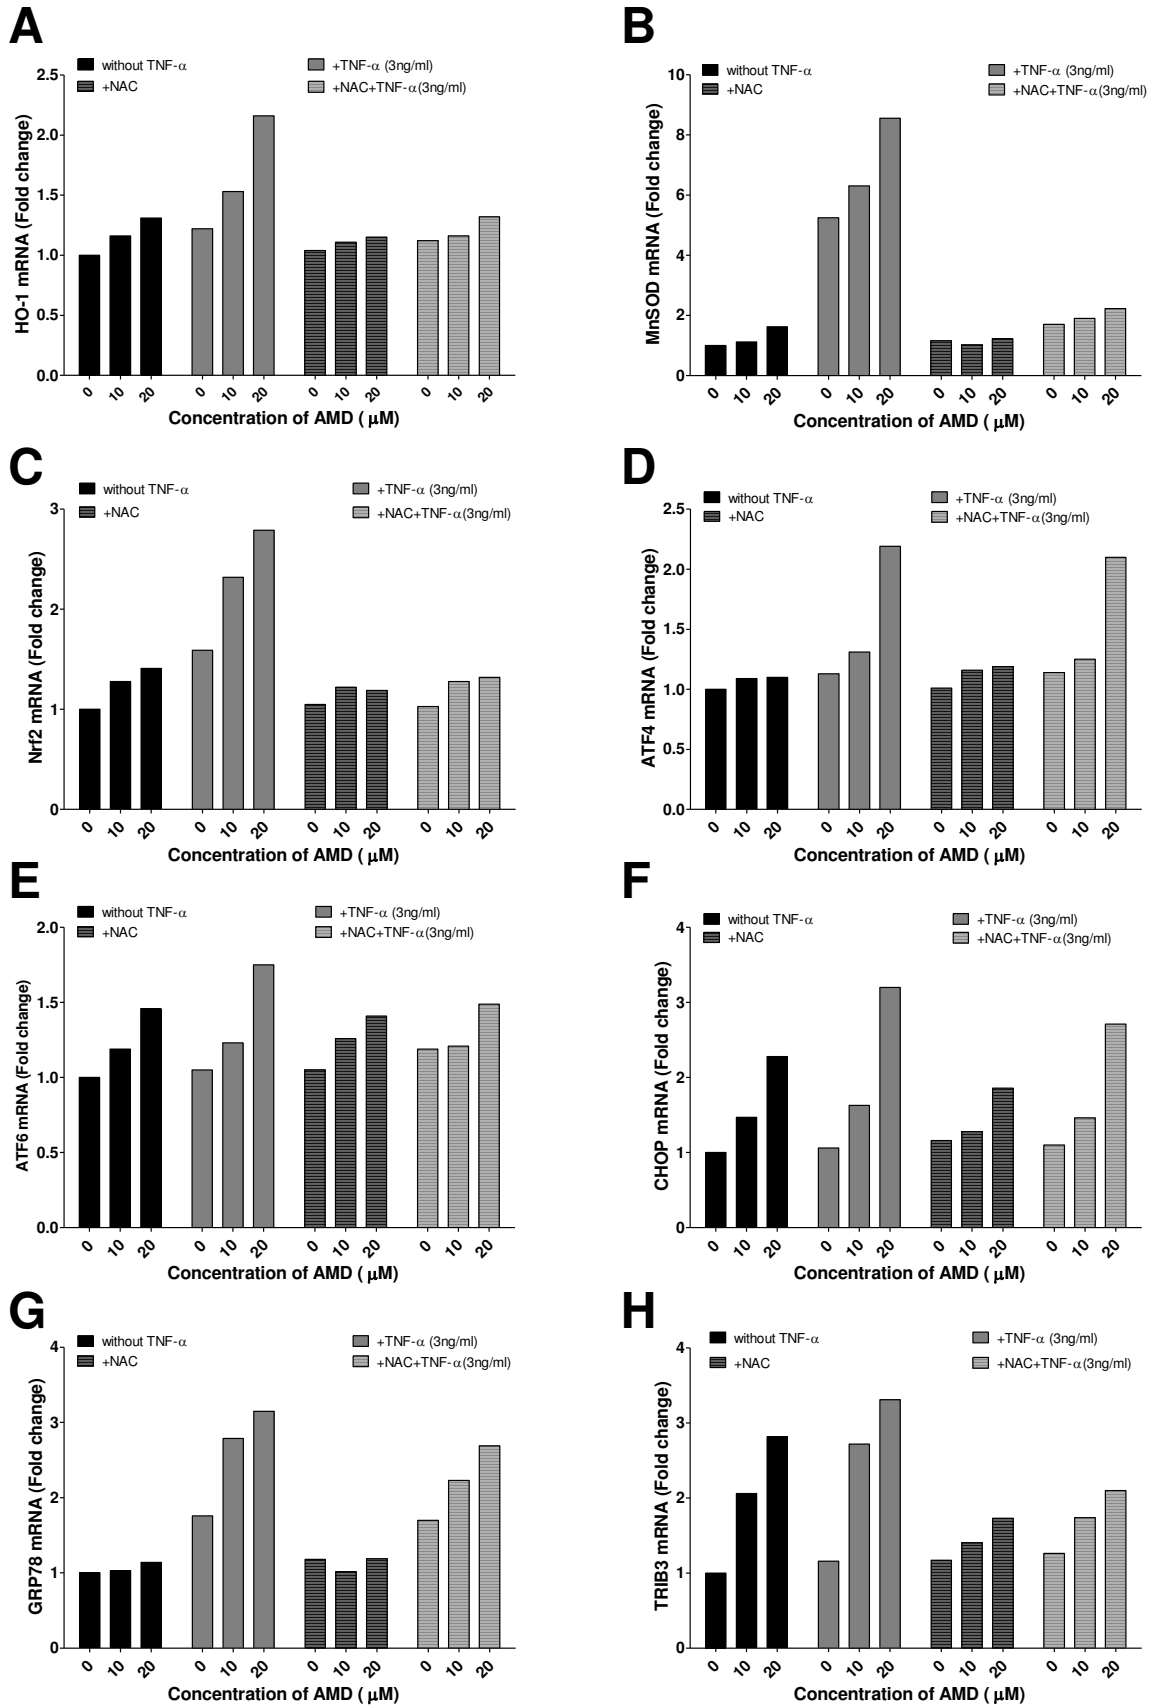 A
without TNF-α
+NAC
+TNF-α (3ng/ml)
+NAC+TNF-α(3ng/ml)
HO-1 mRNA (Fold change)
2.5
2.0
1.5
1.0
0.5
0.0
0 10 20 0 10 20 0 10 20 0 10 20
Concentration of AMD ( μM)
B
without TNF-α
+NAC
+TNF-α (3ng/ml)
+NAC+TNF-α(3ng/ml)
MnSOD mRNA (Fold change)
10
8
6
4
2
0
0 10 20 0 10 20 0 10 20 0 10 20
Concentration of AMD ( μM)
C
without TNF-α
+NAC
+TNF-α (3ng/ml)
+NAC+TNF-α(3ng/ml)
Nrf2 mRNA (Fold change)
3
2
1
0
0 10 20 0 10 20 0 10 20 0 10 20
Concentration of AMD ( μM)
D
without TNF-α
+NAC
+TNF-α (3ng/ml)
+NAC+TNF-α(3ng/ml)
ATF4 mRNA (Fold change)
2.5
2.0
1.5
1.0
0.5
0.0
0 10 20 0 10 20 0 10 20 0 10 20
Concentration of AMD ( μM)
E
without TNF-α
+NAC
+TNF-α (3ng/ml)
+NAC+TNF-α(3ng/ml)
ATF6 mRNA (Fold change)
2.0
1.5
1.0
0.5
0.0
0 10 20 0 10 20 0 10 20 0 10 20
Concentration of AMD ( μM)
F
without TNF-α
+NAC
+TNF-α (3ng/ml)
+NAC+TNF-α(3ng/ml)
CHOP mRNA (Fold change)
4
3
2
1
0
0 10 20 0 10 20 0 10 20 0 10 20
Concentration of AMD ( μM)
G
without TNF-α
+NAC
+TNF-α (3ng/ml)
+NAC+TNF-α(3ng/ml)
GRP78 mRNA (Fold change)
4
3
2
1
0
0 10 20 0 10 20 0 10 20 0 10 20
Concentration of AMD ( μM)
H
without TNF-α
+NAC
+TNF-α (3ng/ml)
+NAC+TNF-α(3ng/ml)
TRIB3 mRNA (Fold change)
4
3
2
1
0
0 10 20 0 10 20 0 10 20 0 10 20
Concentration of AMD ( μM)